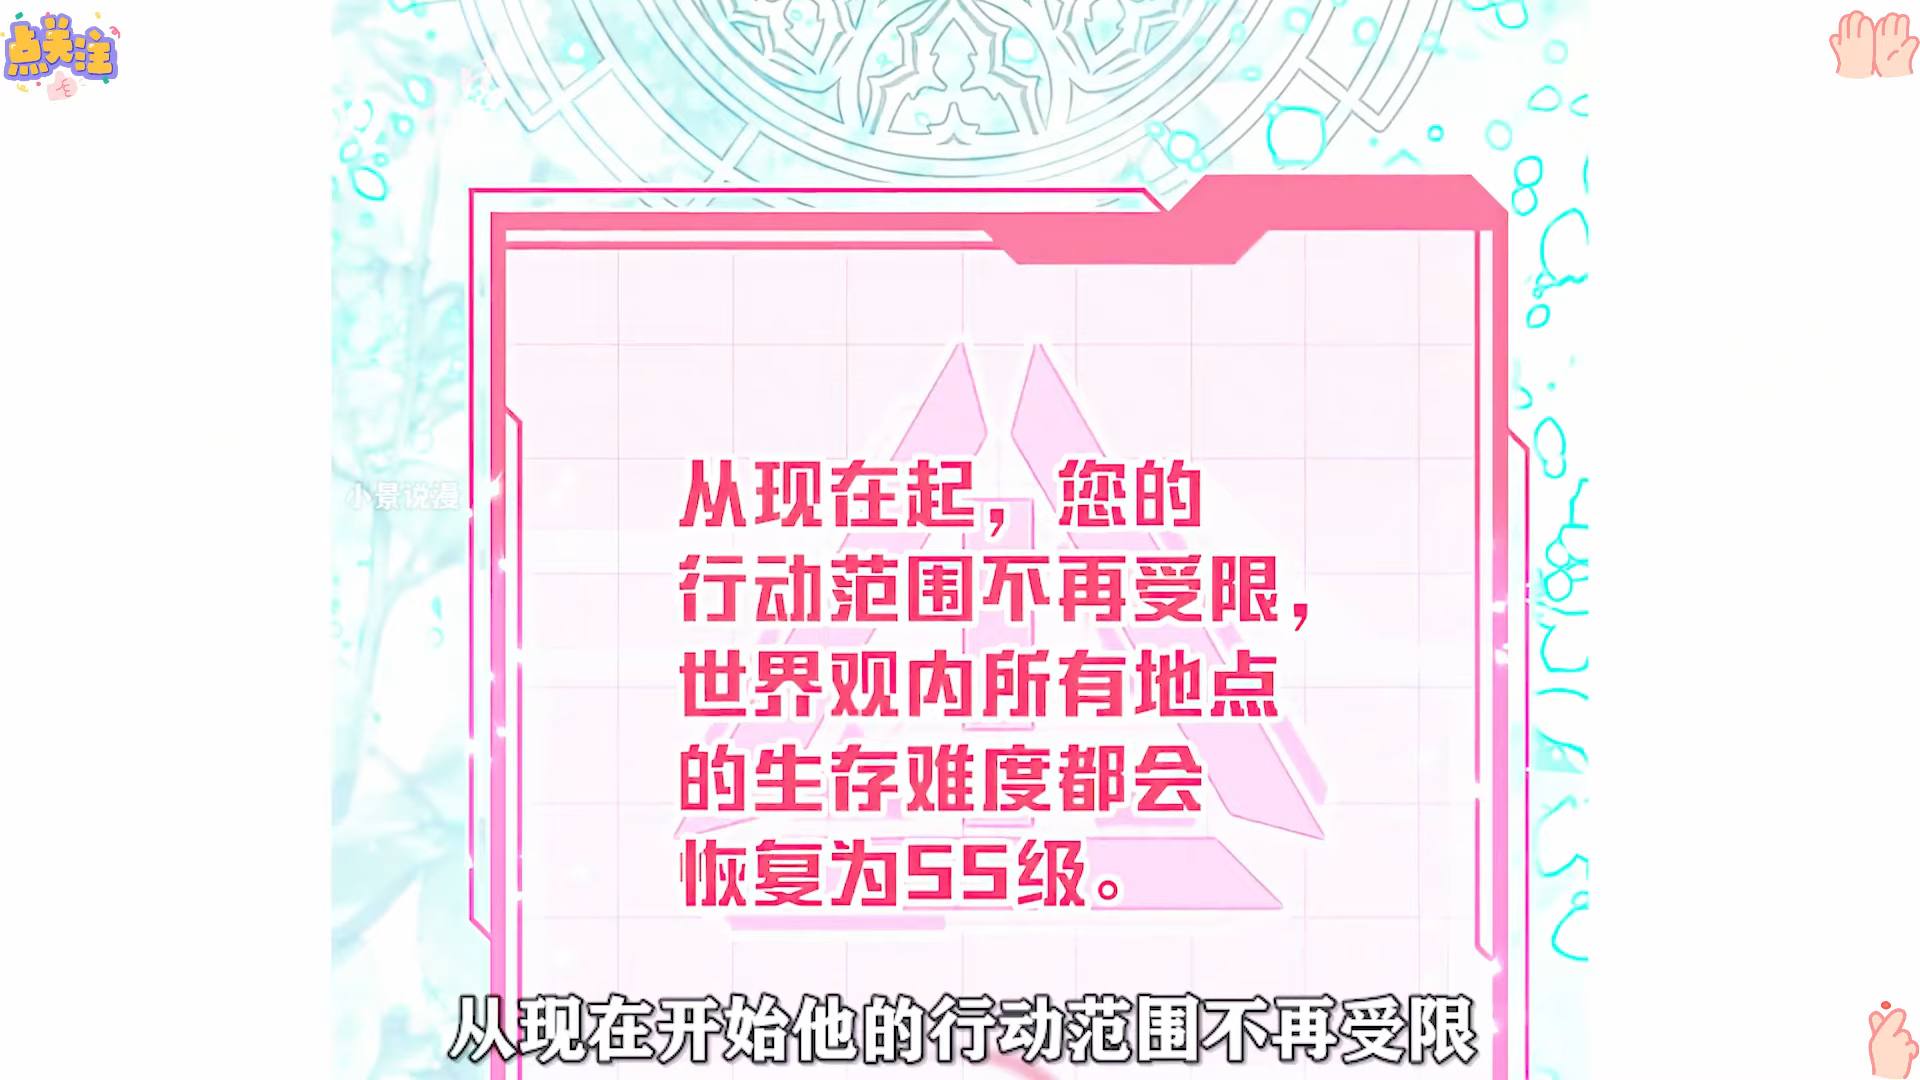 点关注
从现在起，您的
行动范围不再受限，
世界观内所有地点
的生存难度都会
恢复为SS级。
小景说漫
从现在开始他的行动范围不再受限